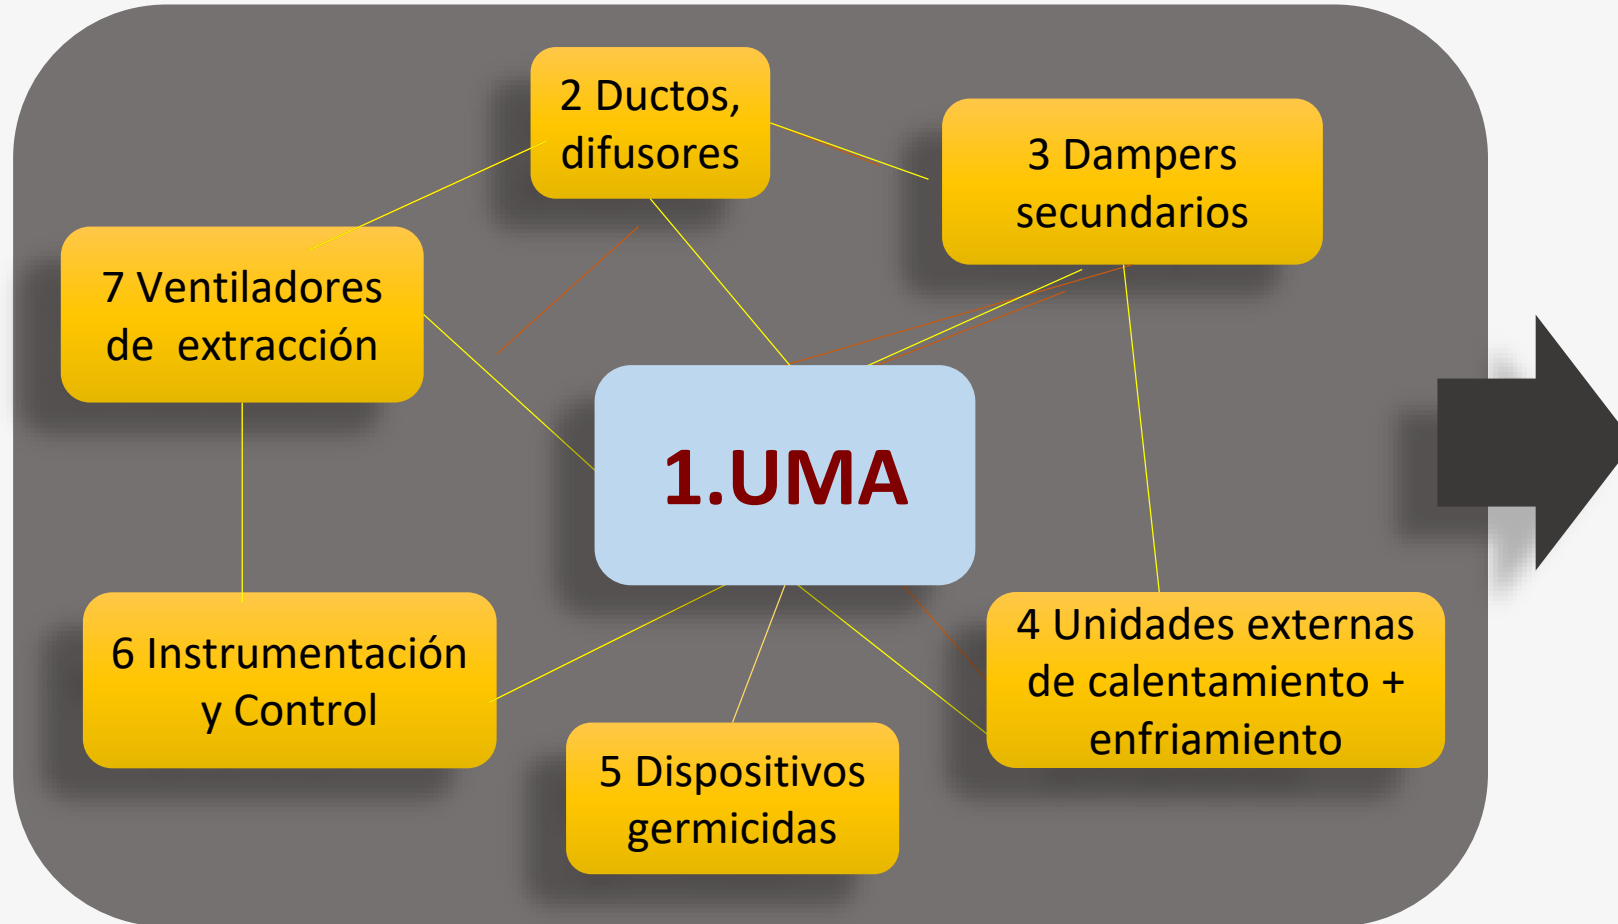 2 Ductos,
difusores
3 Dampers
secundarios
7 Ventiladores
de extracción
1.UMA
6 Instrumentación
y Control
4 Unidades externas
de calentamiento +
enfriamiento
5 Dispositivos
germicidas